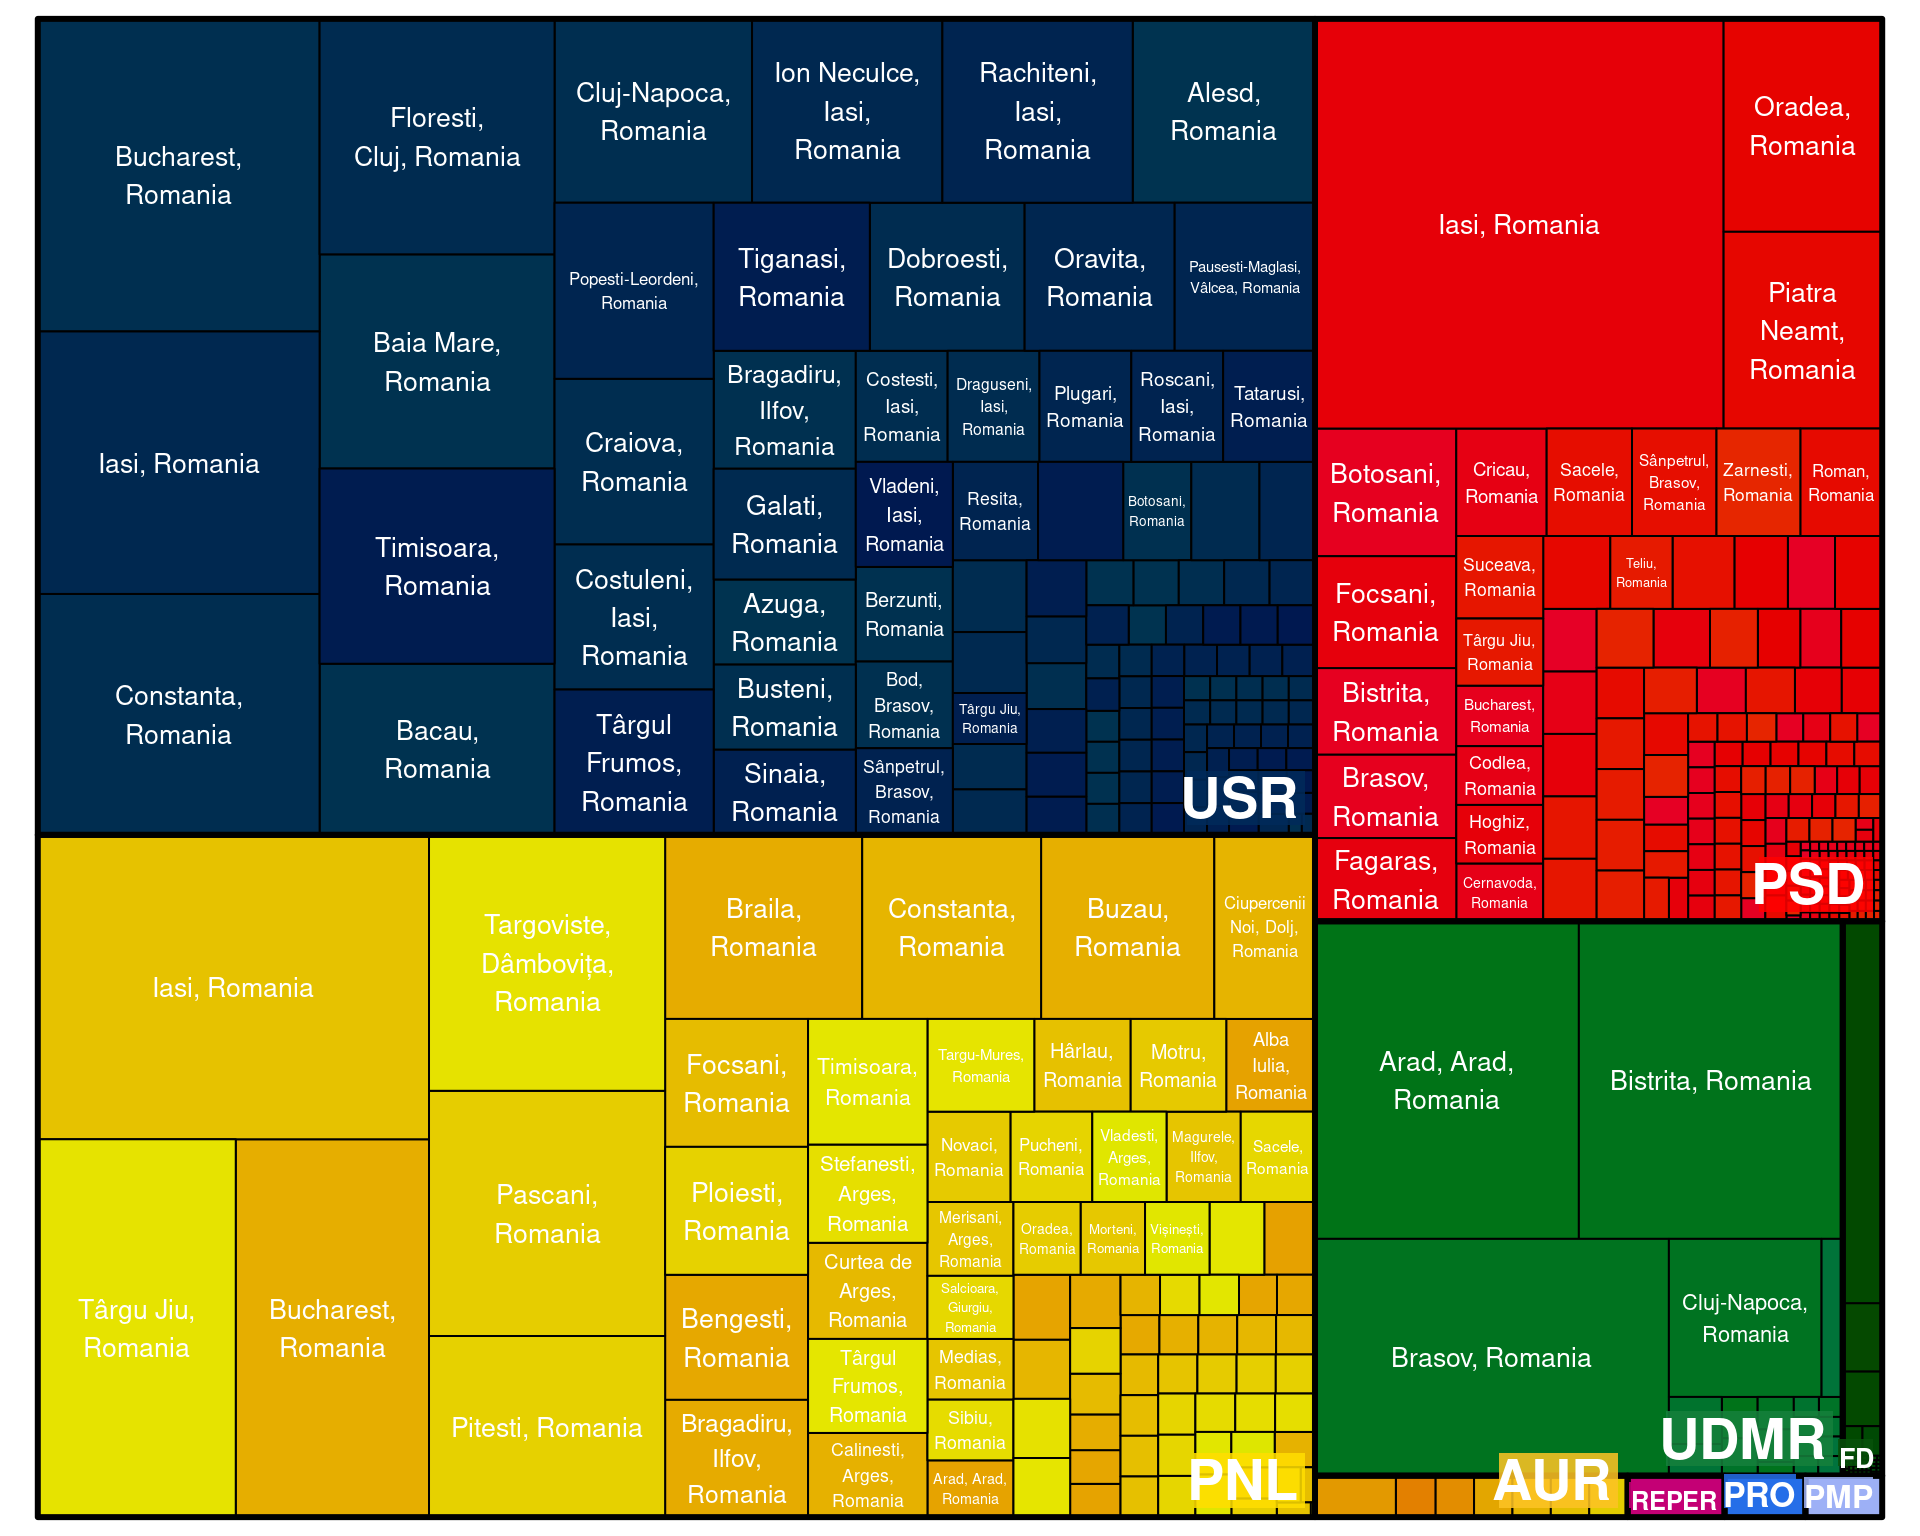 Bucharest,
Romania
Iasi, Romania
Constanta,
Romania
Floresti,
Cluj, Romania
Baia Mare,
Romania
Timisoara,
Romania
Bacau,
Romania
Cluj-Napoca,
Romania
Ion Neculce,
Iasi,
Romania
Rachiteni,
Iasi,
Romania
Alesd,
Romania
Popesti-Leordeni,
Romania
Craiova,
Romania
Costuleni,
Iasi,
Romania
Târgul
Frumos,
Romania
Tiganasi,
Romania
Dobroesti,
Romania
Oravita,
Romania
Pausesti-Maglasi,
Vâlcea, Romania
Bragadiru,
Ilfov,
Romania
Galati,
Romania
Azuga,
Romania
Busteni,
Romania
Sinaia,
Romania
Costesti,
Iasi,
Romania
Draguseni,
Iasi,
Romania
Plugari,
Romania
Roscani,
Iasi,
Romania
Tatarusi,
Romania
Vladeni,
Iasi,
Romania
Berzunti,
Romania
Bod,
Brasov,
Romania
Sânpetrul,
Brasov,
Romania
Resita,
Romania
Botosani,
Romania
Târgu Jiu,
Romania
USR
Iasi, Romania
Oradea,
Romania
Piatra
Neamt,
Romania
Botosani,
Romania
Focsani,
Romania
Bistrita,
Romania
Brasov,
Romania
Fagaras,
Romania
Cricau,
Romania
Sacele,
Romania
Sânpetrul,
Brasov,
Romania
Zarnesti,
Romania
Roman,
Romania
Suceava,
Romania
Târgu Jiu,
Romania
Bucharest,
Romania
Codlea,
Romania
Hoghiz,
Romania
Cernavoda,
Romania
Teliu,
Romania
PSD
Iasi, Romania
Târgu Jiu,
Romania
Bucharest,
Romania
Targoviste,
Dâmbovița,
Romania
Pascani,
Romania
Pitesti, Romania
Braila,
Romania
Constanta,
Romania
Buzau,
Romania
Ciupercenii
Noi, Dolj,
Romania
Focsani,
Romania
Ploiesti,
Romania
Bengesti,
Romania
Bragadiru,
Ilfov,
Romania
Timisoara,
Romania
Stefanesti,
Arges,
Romania
Curtea de
Arges,
Romania
Târgul
Frumos,
Romania
Calinesti,
Arges,
Romania
Targu-Mures,
Romania
Hârlau,
Romania
Motru,
Romania
Alba
Iulia,
Romania
Novaci,
Romania
Pucheni,
Romania
Vladesti,
Arges,
Romania
Magurele,
Ilfov,
Romania
Sacele,
Romania
Merisani,
Arges,
Romania
Salcioara,
Giurgiu,
Romania
Medias,
Romania
Sibiu,
Romania
Arad, Arad,
Romania
Oradea,
Romania
Morteni,
Romania
Vișinești,
Romania
PNL
Arad, Arad,
Romania
Bistrita, Romania
Brasov, Romania
Cluj-Napoca,
Romania
UDMR
FD
AUR
REPER
PRO
PMP